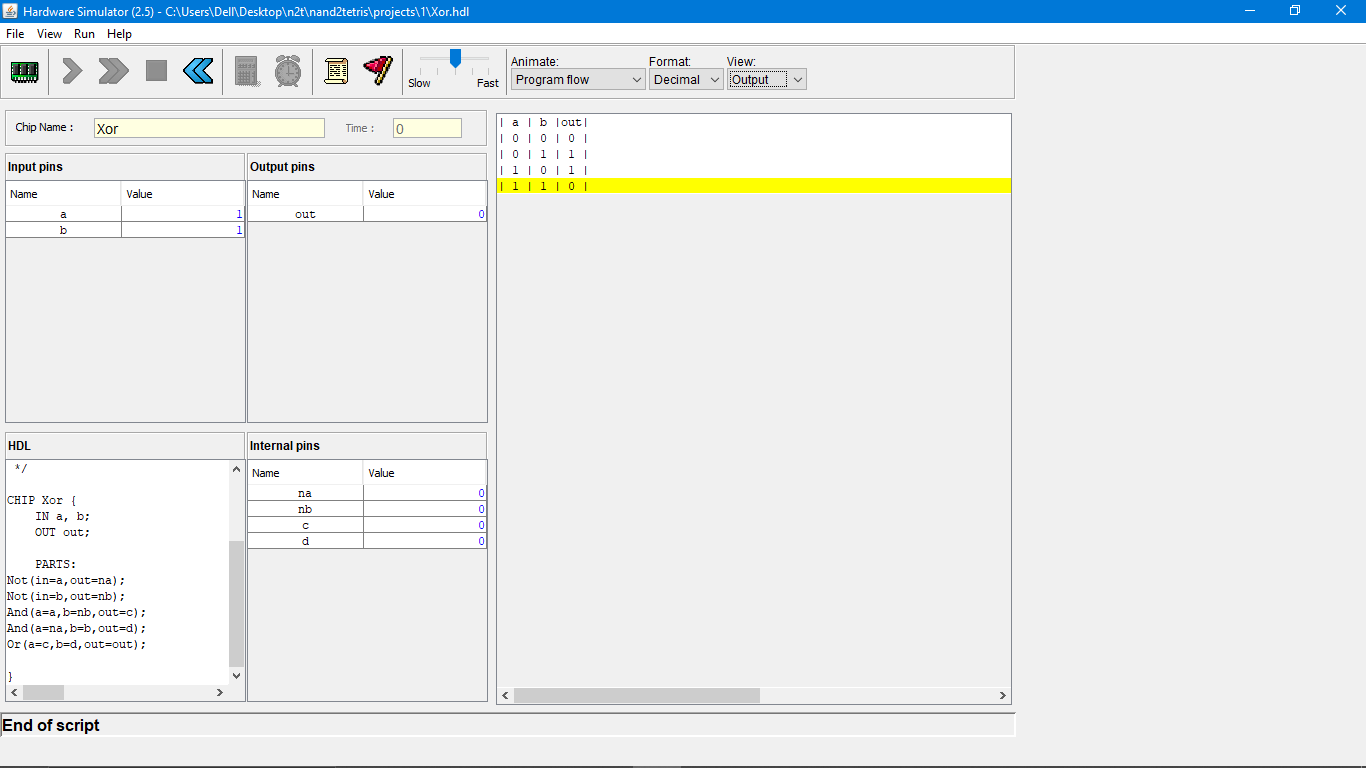 Hardware Simulator (2.5) - C:\Users\Dell\Desktop\n2t\nand2tetris\projects\1\Xor.hdl
File View Run Help
Slow Fast
Animate: Format: View:
Program flow Decimal Output
Chip Name : Xor Time : 0
Input pins
Name Value
a 1
b 1
Output pins
Name Value
out 0
HDL
*/
CHIP Xor {
IN a, b;
OUT out;
PARTS:
Not(in=a,out=na);
Not(in=b,out=nb);
And(a=a,b=nb,out=c);
And(a=na,b=b,out=d);
Or(a=c,b=d,out=out);
}
Internal pins
Name Value
na 0
nb 0
c 0
d 0
| a | b |out|
| 0 | 0 | 0 |
| 0 | 1 | 1 |
| 1 | 0 | 1 |
| 1 | 1 | 0 |
End of script